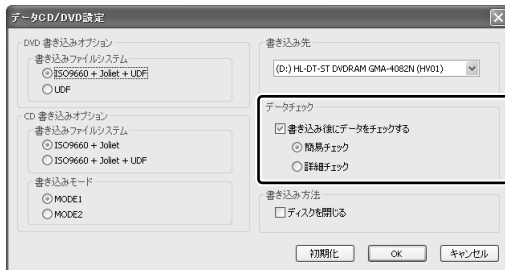 データCD/DVD設定
DVD 書き込みオプション
書き込みファイルシステム
ISO9660 + Joliet + UDF
UDF
CD 書き込みオプション
書き込みファイルシステム
ISO9660 + Joliet
ISO9660 + Joliet + UDF
書き込みモード
MODE1
MODE2
書き込み先
(D:) HL-DT-ST DVDRAM GMA-4082N (HV01)
データチェック
書き込み後にデータをチェックする
簡易チェック
詳細チェック
書き込み方法
ディスクを閉じる
初期化
OK
キャンセル